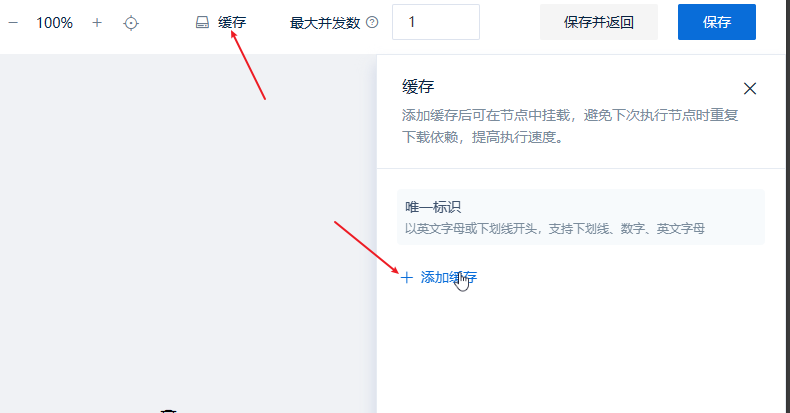 100%
缓存
最大并发数
1
保存并返回
保存
缓存
添加缓存后可在节点中挂载，避免下次执行节点时重复
下载依赖，提高执行速度。
唯一标识
以英文字母或下划线开头，支持下划线、数字、英文字母
添加缓存